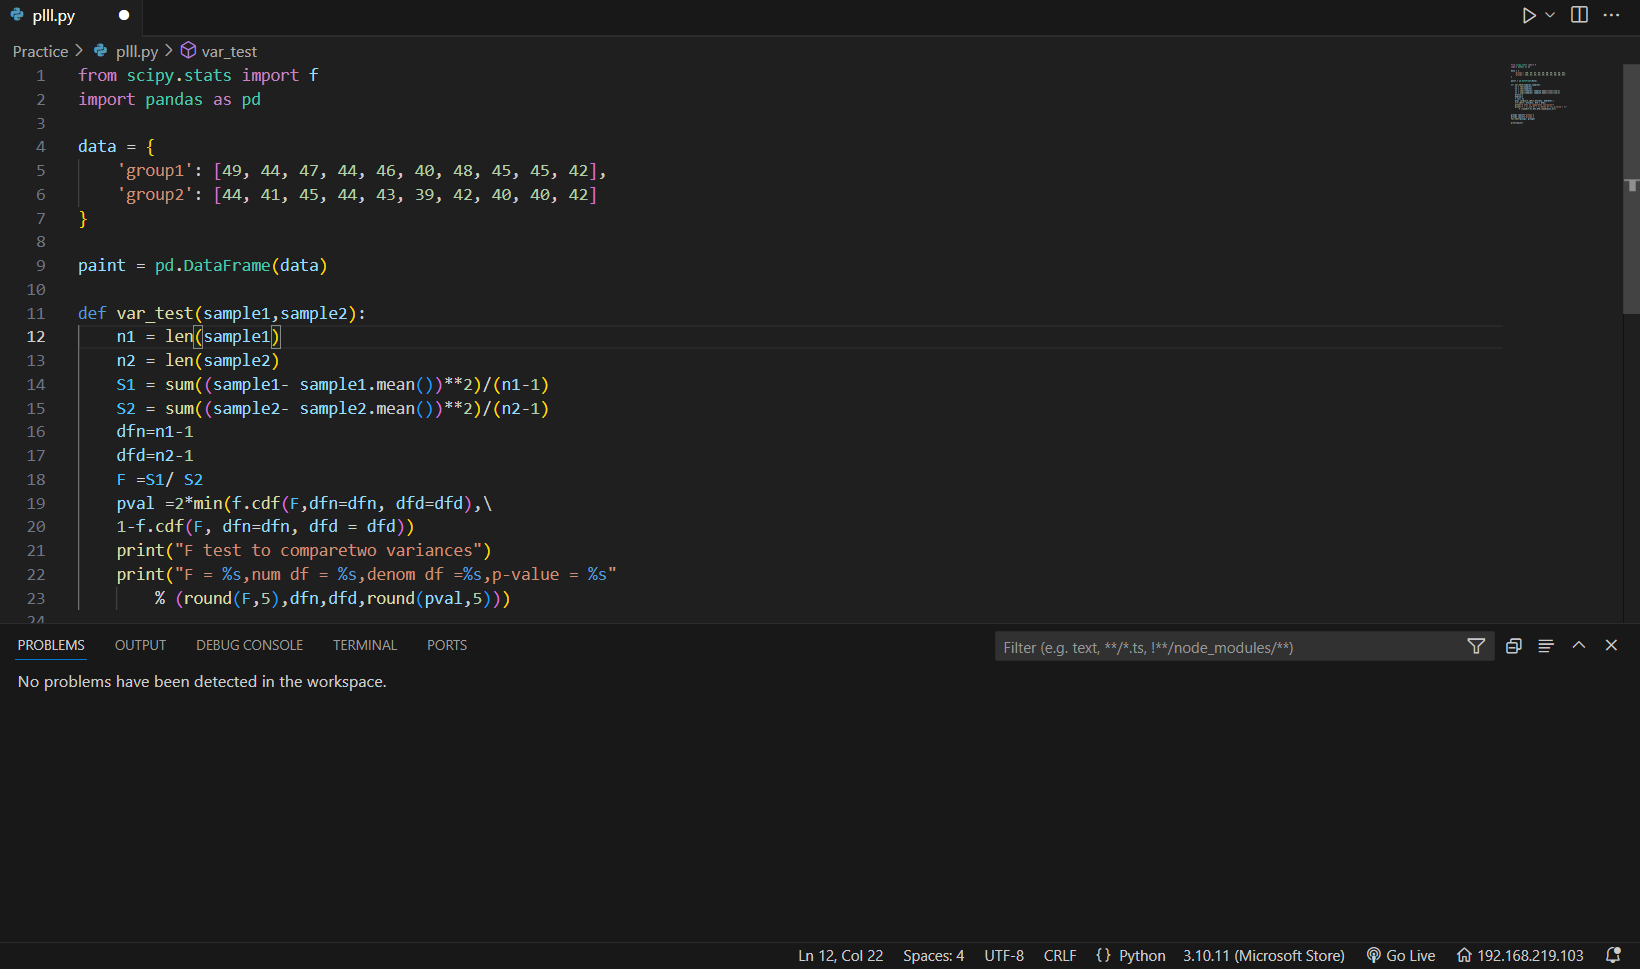 plll.py
Practice > plll.py > var_test
1 from scipy.stats import f
2 import pandas as pd
3
4 data = {
5 'group1': [49, 44, 47, 44, 46, 40, 48, 45, 45, 42],
6 'group2': [44, 41, 45, 44, 43, 39, 42, 40, 40, 42]
7 }
8
9 paint = pd.DataFrame(data)
10
11 def var_test(sample1,sample2):
12 n1 = len(sample1)
13 n2 = len(sample2)
14 S1 = sum((sample1- sample1.mean())**2)/(n1-1)
15 S2 = sum((sample2- sample2.mean())**2)/(n2-1)
16 dfn=n1-1
17 dfd=n2-1
18 F =S1/ S2
19 pval =2*min(f.cdf(F,dfn=dfn, dfd=dfd),\
20 1-f.cdf(F, dfn=dfn, dfd = dfd))
21 print("F test to comparetwo variances")
22 print("F = %s,num df = %s,denom df =%s,p-value = %s"
23 % (round(F,5),dfn,dfd,round(pval,5)))
24
PROBLEMS OUTPUT DEBUG CONSOLE TERMINAL PORTS Filter (e.g. text, **/*.ts, !**/node_modules/**)
No problems have been detected in the workspace.
Ln 12, Col 22 Spaces: 4 UTF-8 CRLF {} Python 3.10.11 (Microsoft Store) Go Live 192.168.219.103